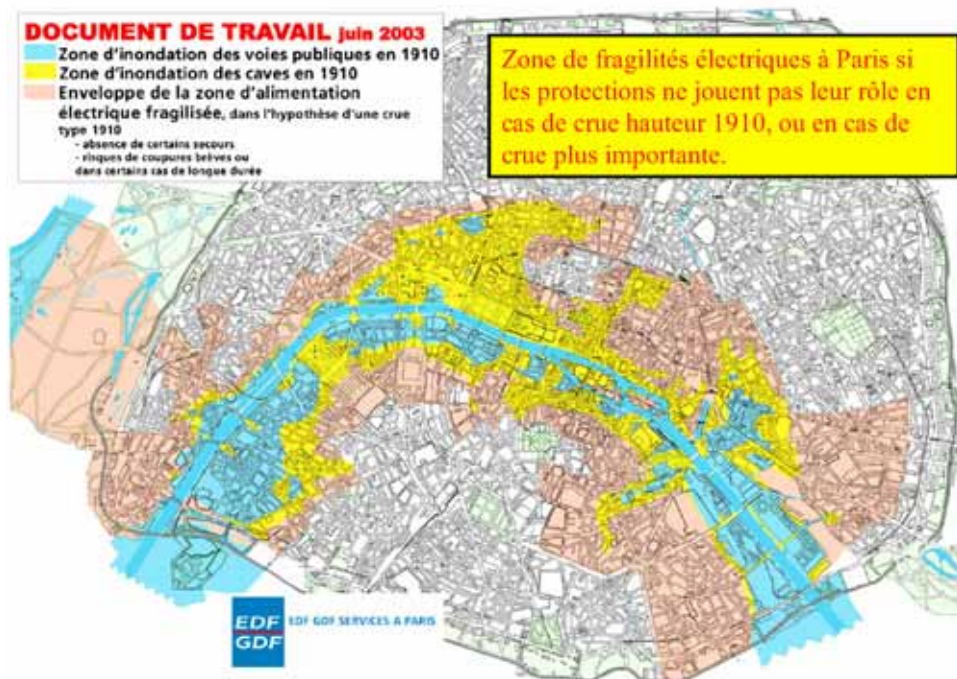 DOCUMENT DE TRAVAIL juin 2003
Zone d'inondation des voies publiques en 1910
Zone d'inondation des caves en 1910
Enveloppe de la zone d'alimentation
électrique fragilisée, dans l'hypothèse d'une crue
type 1910
- absence de certains secours
- risques de coupures brèves ou
dans certains cas de longue durée
Zone de fragilités électriques à Paris si
les protections ne jouent pas leur rôle en
cas de crue hauteur 1910, ou en cas de
crue plus importante.
EDF
GDF
EDF GDF SERVICES A PARIS